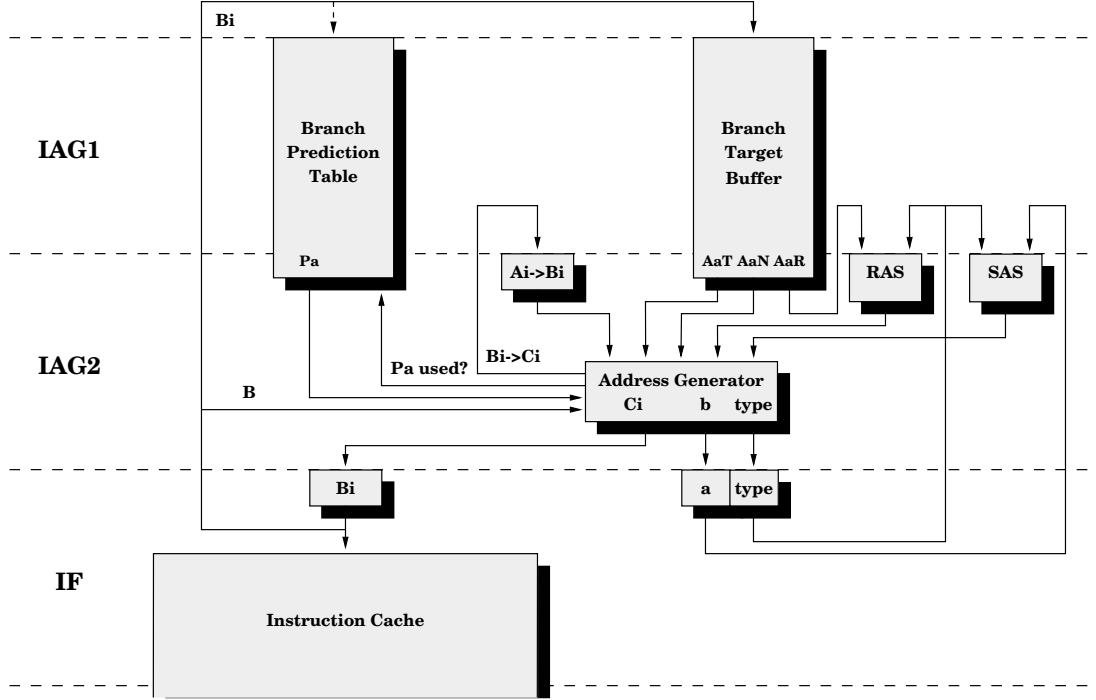 Bi
IAG1
Branch
Prediction
Table
Branch
Target
Buffer
Pa
Ai->Bi
AaT AaN AaR
RAS
SAS
IAG2
Bi->Ci
Pa used?
B
Address Generator
Ci b type
Bi
a type
IF
Instruction Cache